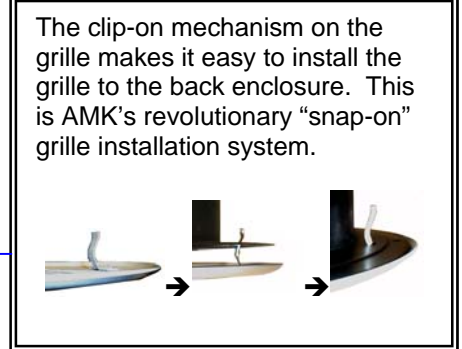 The clip-on mechanism on the
grille makes it easy to install the
grille to the back enclosure.  This
is AMK’s revolutionary “snap-on”
grille installation system.
➔ ➔